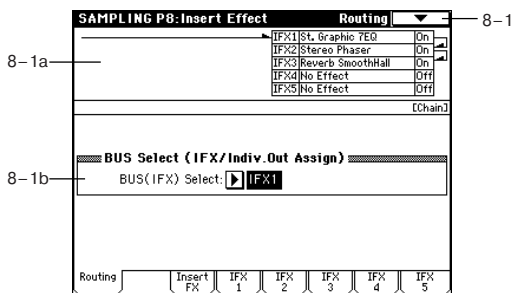 SAMPLING P8:Insert Effect Routing
8-1
IFX1 St. Graphic 7EQ On
IFX2 Stereo Phaser On
IFX3 Reverb SmoothHall On
IFX4 No Effect Off
IFX5 No Effect Off
8-1a
[Chain]
BUS Select (IFX/Indiv.Out Assign)
8-1b
BUS(IFX) Select: IFX1
Routing Insert FX IFX 1 IFX 2 IFX 3 IFX 4 IFX 5